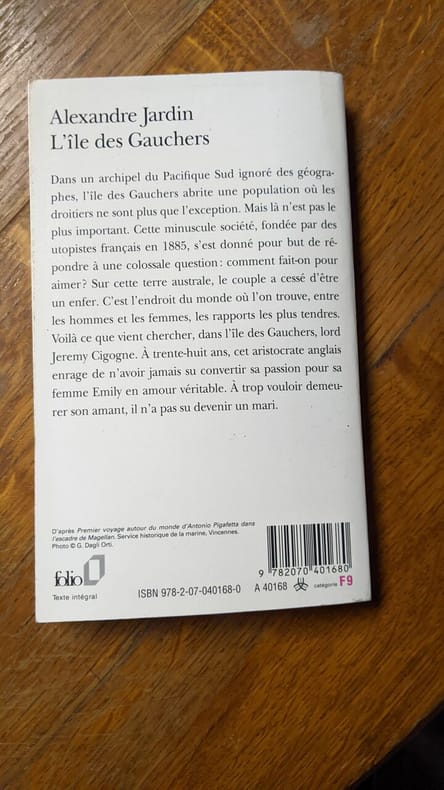 Alexandre Jardin
L'île des Gauchers
Dans un archipel du Pacifique Sud ignoré des géogra-
phes, l'île des Gauchers abrite une population où les
droitiers ne sont plus que l'exception. Mais là n'est pas le
plus important. Cette minuscule société, fondée par des
utopistes français en 1885, s'est donné pour but de ré-
pondre à une colossale question : comment fait-on pour
aimer ? Sur cette terre australe, le couple a cessé d'être
un enfer. C'est l'endroit du monde où l'on trouve, entre
les hommes et les femmes, les rapports les plus tendres.
Voilà ce que vient chercher, dans l'île des Gauchers, lord
Jeremy Cigogne. À trente-huit ans, cet aristocrate anglais
enrage de n'avoir jamais su convertir sa passion pour sa
femme Emily en amour véritable. À trop vouloir demeu-
rer son amant, il n'a pas su devenir un mari.
D'après Premier voyage autour du monde d'Antonio Pigafetta dans
l'escadre de Magellan. Service historique de la marine, Vincennes.
Photo © G. Dagli Orti.
folio
Texte intégral
9 782070 401680
ISBN 978-2-07-040168-0 A 40168 catégorie F9